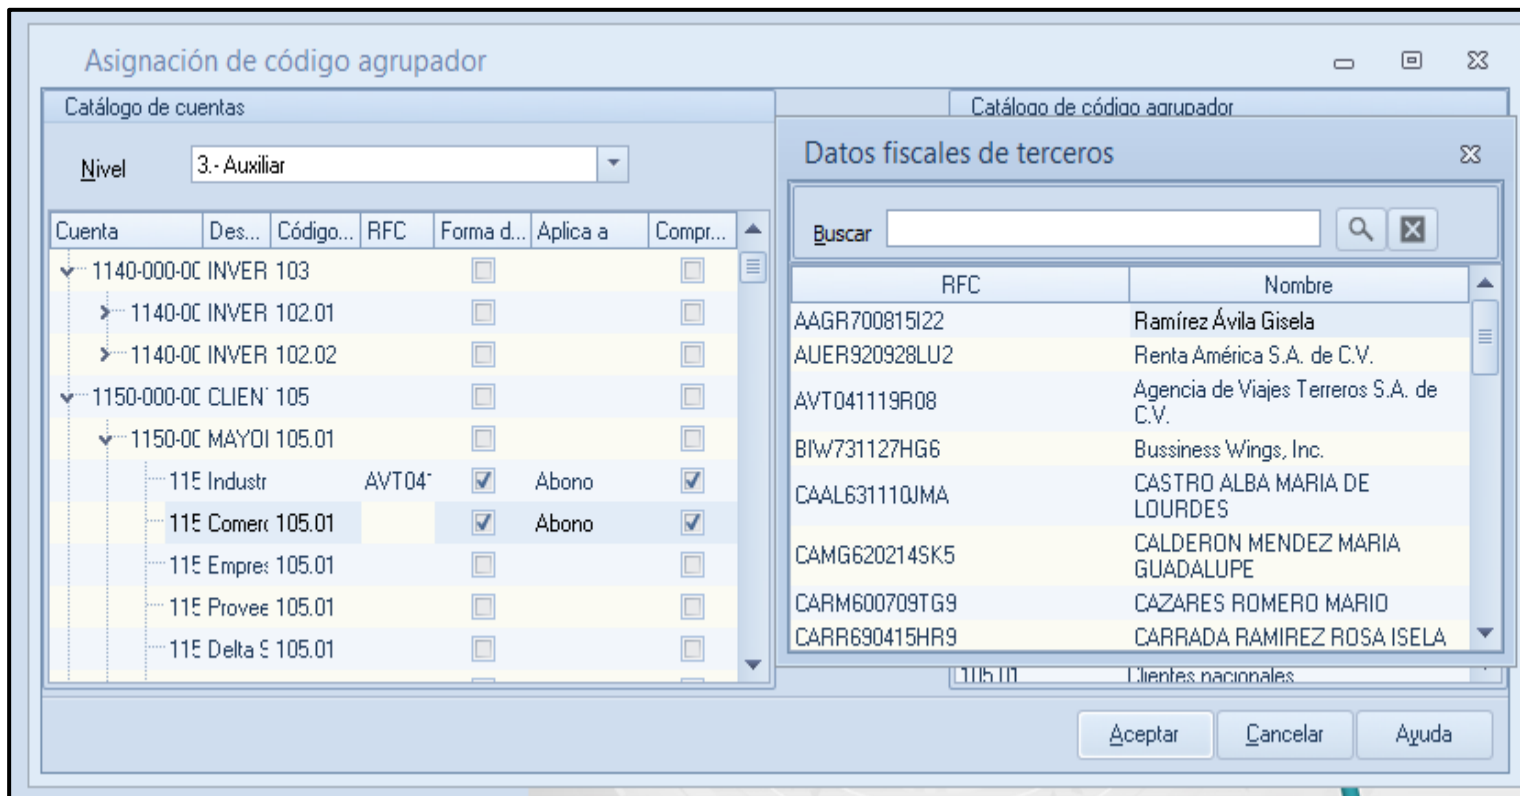 Asignación de código agrupador
Catálogo de cuentas
Catálogo de código agrupador
Nivel 3.- Auxiliar
Cuenta Des... Código... RFC Forma d... Aplica a Compr...
1140-000-0C INVER 103
1140-0C INVER 102.01
1140-0C INVER 102.02
1150-000-0C CLIEN 105
1150-0C MAYO 105.01
115 Industr AVT04 Abono
115 Comerc 105.01 Abono
115 Empres 105.01
115 Provee 105.01
115 Delta S 105.01
Datos fiscales de terceros
Buscar
RFC Nombre
AAGR700815I22 Ramírez Ávila Gisela
AUER920928LU2 Renta América S.A. de C.V.
AVT041119R08 Agencia de Viajes Terreros S.A. de
C.V.
BIW731127HG6 Bussiness Wings, Inc.
CAAL631110JMA CASTRO ALBA MARIA DE
LOURDES
CAMG620214SK5 CALDERON MENDEZ MARIA
GUADALUPE
CARM600709TG9 CAZARES ROMERO MARIO
CARR690415HR9 CARRADA RAMIREZ ROSA ISELA
105.01 Clientes nacionales
Aceptar Cancelar Ayuda